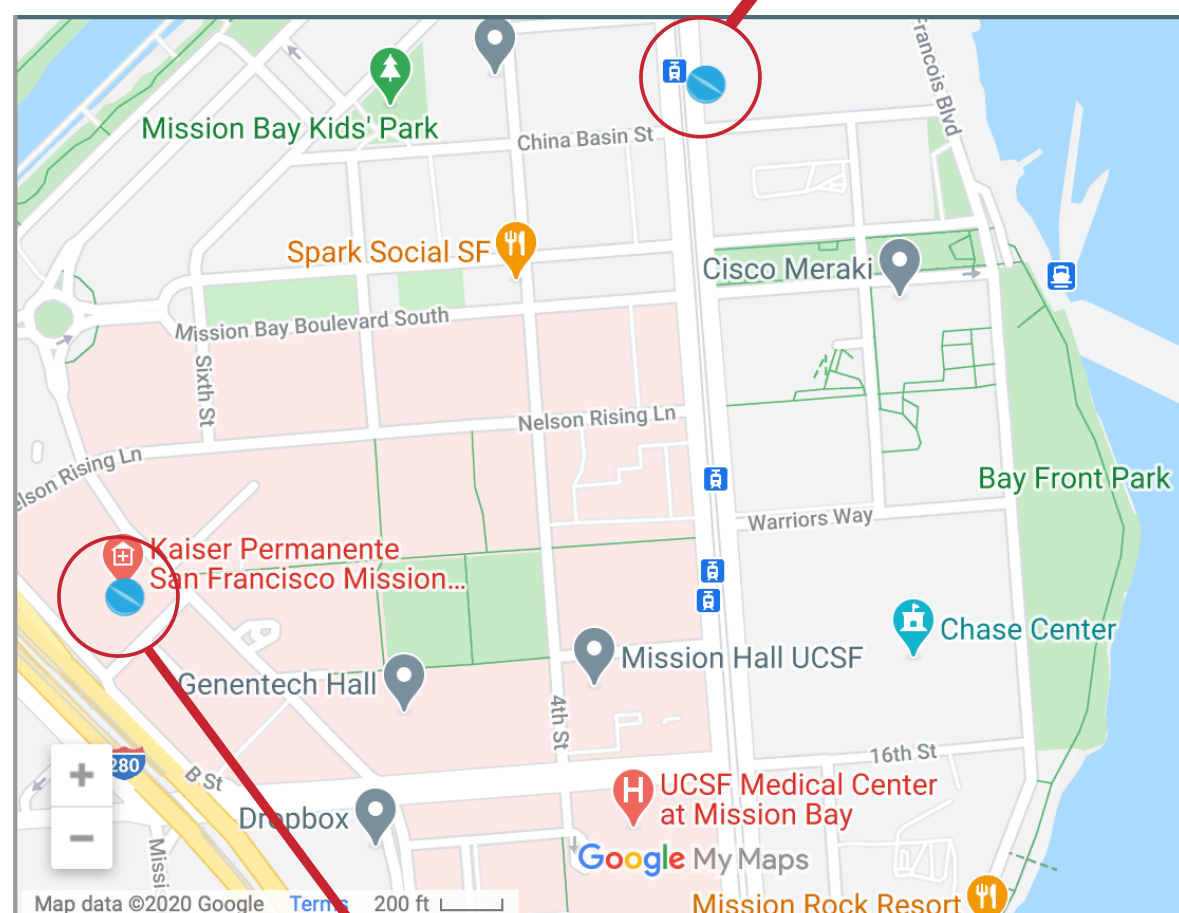 Francois Blvd
Mission Bay Kids' Park
China Basin St
Spark Social SF
Cisco Meraki
Mission Bay Boulevard South
Sixth St
Nelson Rising Ln
elson Rising Ln
Bay Front Park
Warriors Way
Kaiser Permanente
San Francisco Mission...
Chase Center
Mission Hall UCSF
Genentech Hall
4th St
16th St
280
B St
UCSF Medical Center
at Mission Bay
H
Dropbox
Google My Maps
Missi
Mission Rock Resort
Map data ©2020 Google Terms 200 ft